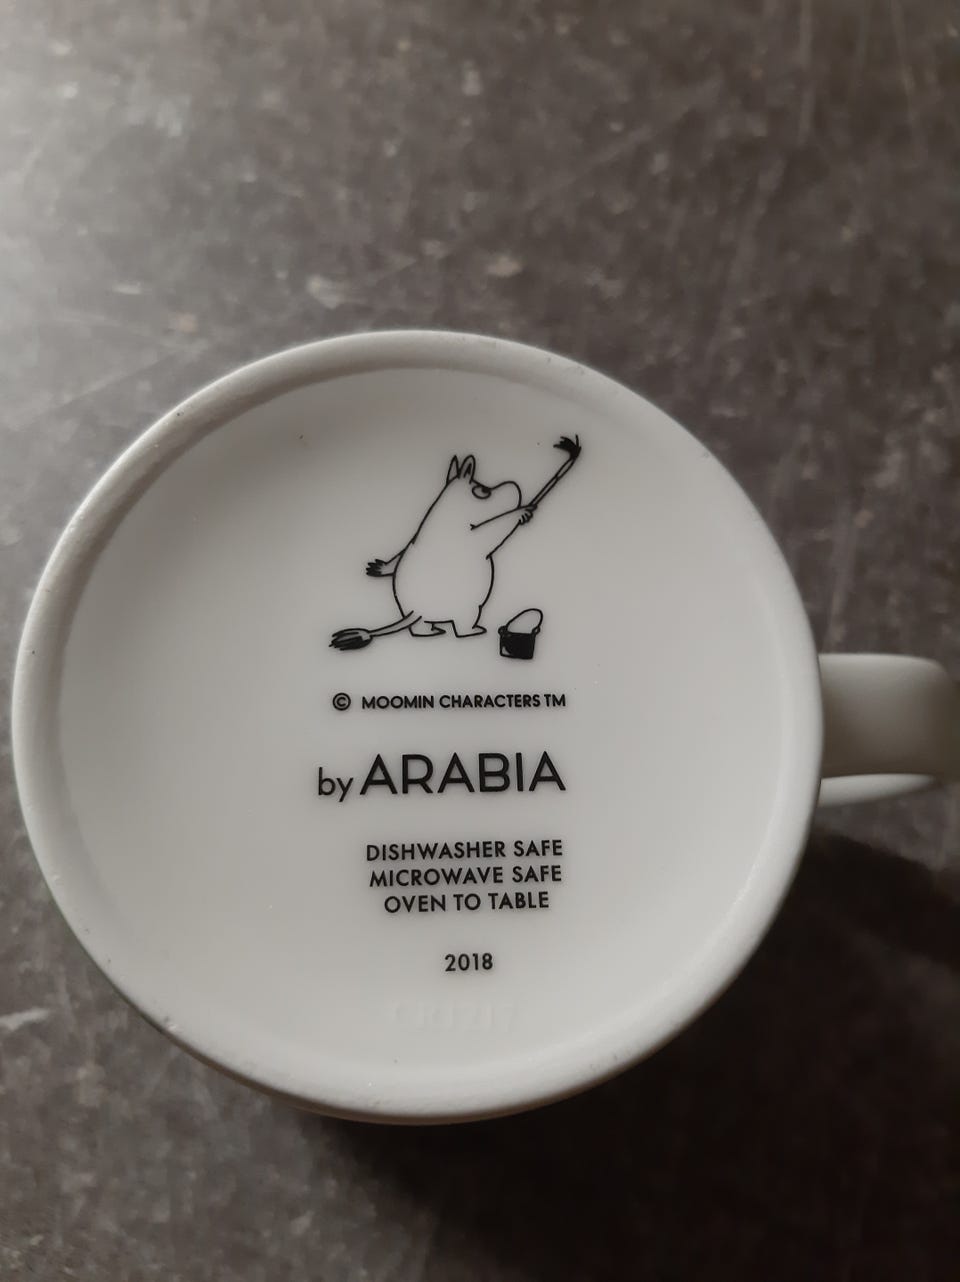 © MOOMIN CHARACTERS TM
by ARABIA
DISHWASHER SAFE
MICROWAVE SAFE
OVEN TO TABLE
2018